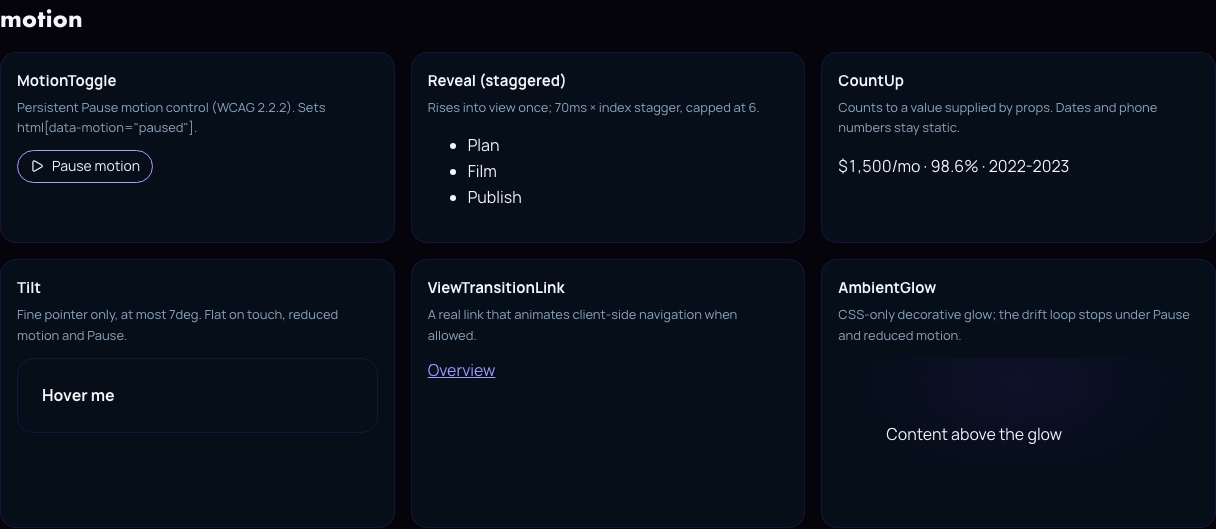 motion
MotionToggle
Persistent Pause motion control (WCAG 2.2.2). Sets
html[data-motion="paused"].
Pause motion
Reveal (staggered)
Rises into view once; 70ms × index stagger, capped at 6.
Plan
Film
Publish
CountUp
Counts to a value supplied by props. Dates and phone
numbers stay static.
$1,500/mo · 98.6% · 2022-2023
Tilt
Fine pointer only, at most 7deg. Flat on touch, reduced
motion and Pause.
Hover me
ViewTransitionLink
A real link that animates client-side navigation when
allowed.
Overview
AmbientGlow
CSS-only decorative glow; the drift loop stops under Pause
and reduced motion.
Content above the glow